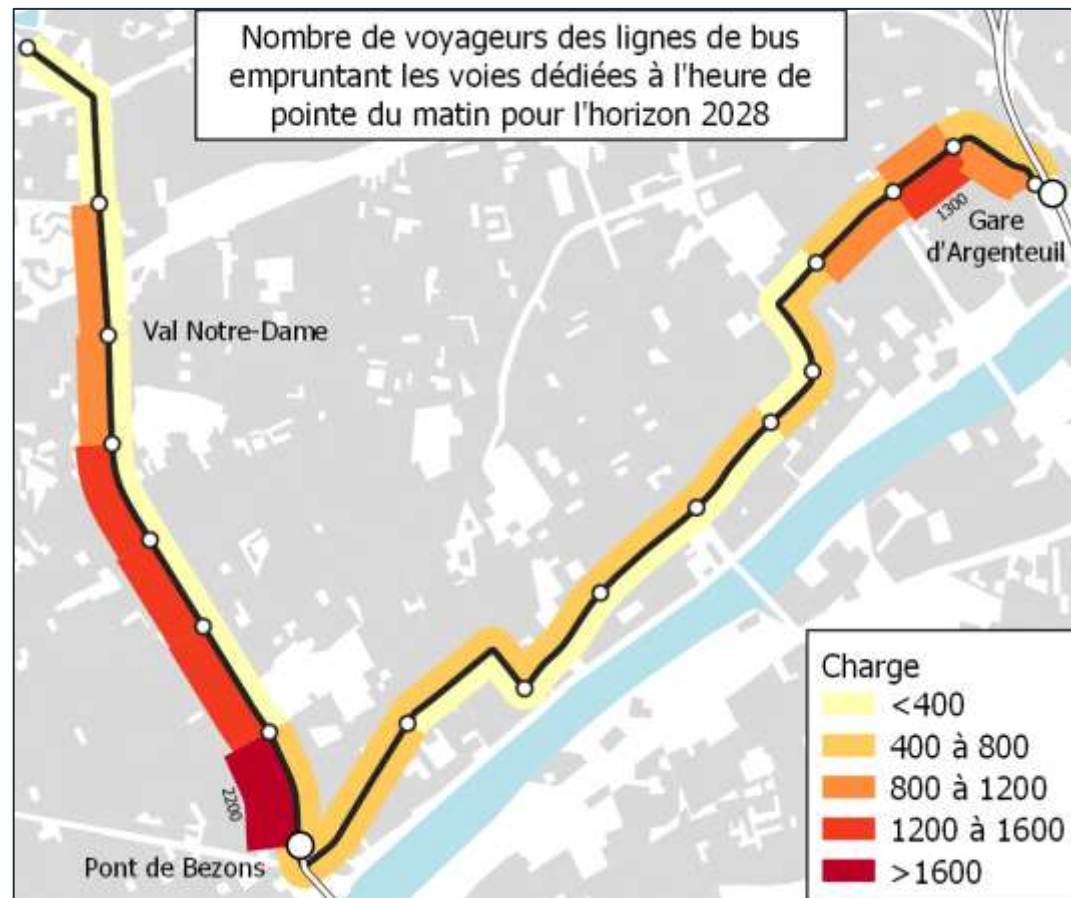 Nombre de voyageurs des lignes de bus
empruntant les voies dédiées à l'heure de
pointe du matin pour l'horizon 2028
1300
Gare
d'Argenteuil
Val Notre-Dame
2200
Pont de Bezons
Charge
<400
400 à 800
800 à 1200
1200 à 1600
>1600